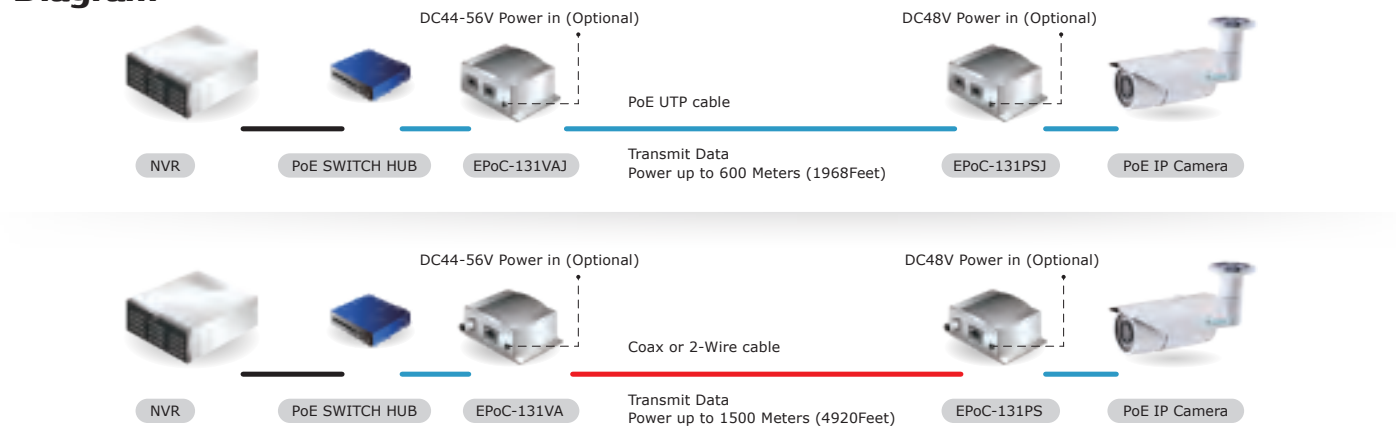 Diagram
DC44-56V Power in (Optional)
DC48V Power in (Optional)
PoE UTP cable
Transmit Data
Power up to 600 Meters (1968Feet)
NVR
PoE SWITCH HUB
EPoC-131VAJ
EPoC-131PSJ
PoE IP Camera
DC44-56V Power in (Optional)
DC48V Power in (Optional)
Coax or 2-Wire cable
Transmit Data
Power up to 1500 Meters (4920Feet)
NVR
PoE SWITCH HUB
EPoC-131VA
EPoC-131PS
PoE IP Camera